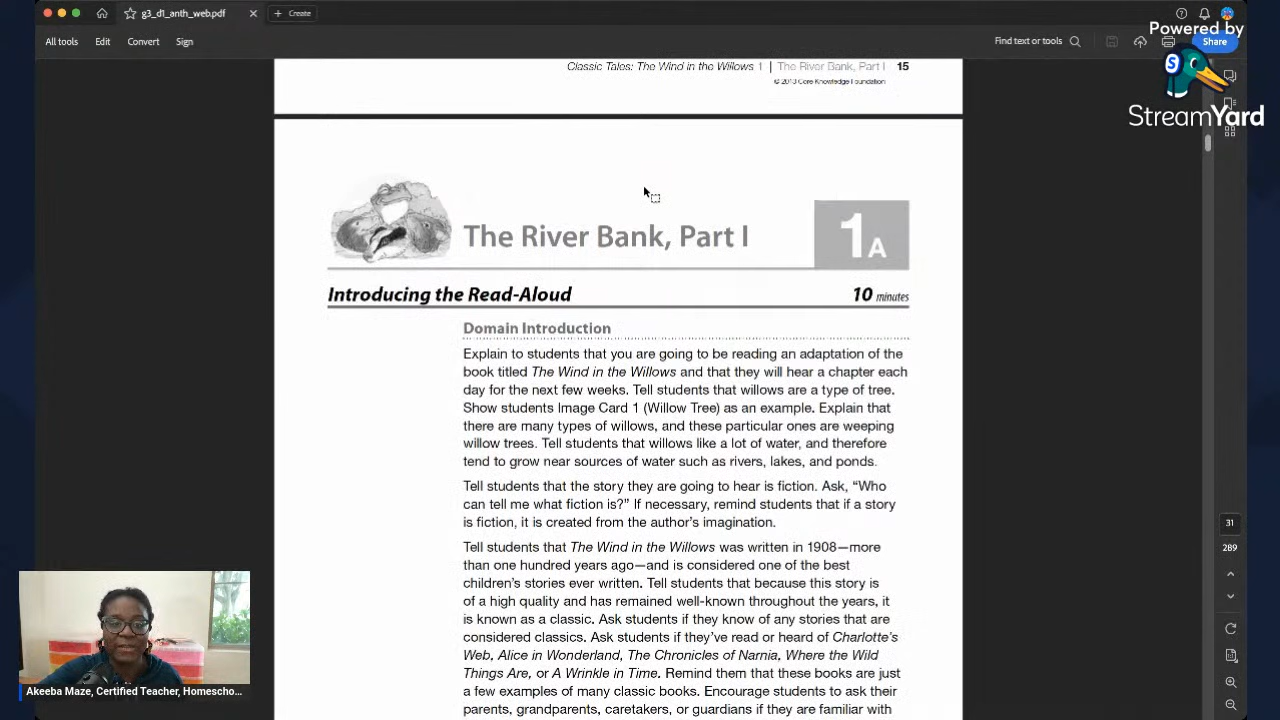 g3_d1_anth_web.pdf
Create
All tools
Edit
Convert
Sign
Find text or tools
Share
Powered by
S
StreamYard
Classic Tales: The Wind in the Willows 1 | The River Bank, Part I 15
© 2013 Core Knowledge Foundation
The River Bank, Part I
1A
Introducing the Read-Aloud
10 minutes
Domain Introduction
Explain to students that you are going to be reading an adaptation of the
book titled The Wind in the Willows and that they will hear a chapter each
day for the next few weeks. Tell students that willows are a type of tree.
Show students Image Card 1 (Willow Tree) as an example. Explain that
there are many types of willows, and these particular ones are weeping
willow trees. Tell students that willows like a lot of water, and therefore
tend to grow near sources of water such as rivers, lakes, and ponds.
Tell students that the story they are going to hear is fiction. Ask, “Who
can tell me what fiction is?” If necessary, remind students that if a story
is fiction, it is created from the author’s imagination.
Tell students that The Wind in the Willows was written in 1908—more
than one hundred years ago—and is considered one of the best
children’s stories ever written. Tell students that because this story is
of a high quality and has remained well-known throughout the years, it
is known as a classic. Ask students if they know of any stories that are
considered classics. Ask students if they’ve read or heard of Charlotte’s
Web, Alice in Wonderland, The Chronicles of Narnia, Where the Wild
Things Are, or A Wrinkle in Time. Remind them that these books are just
a few examples of many classic books. Encourage students to ask their
parents, grandparents, caretakers, or guardians if they are familiar with
31
289
Akeeba Maze, Certified Teacher, Homescho...